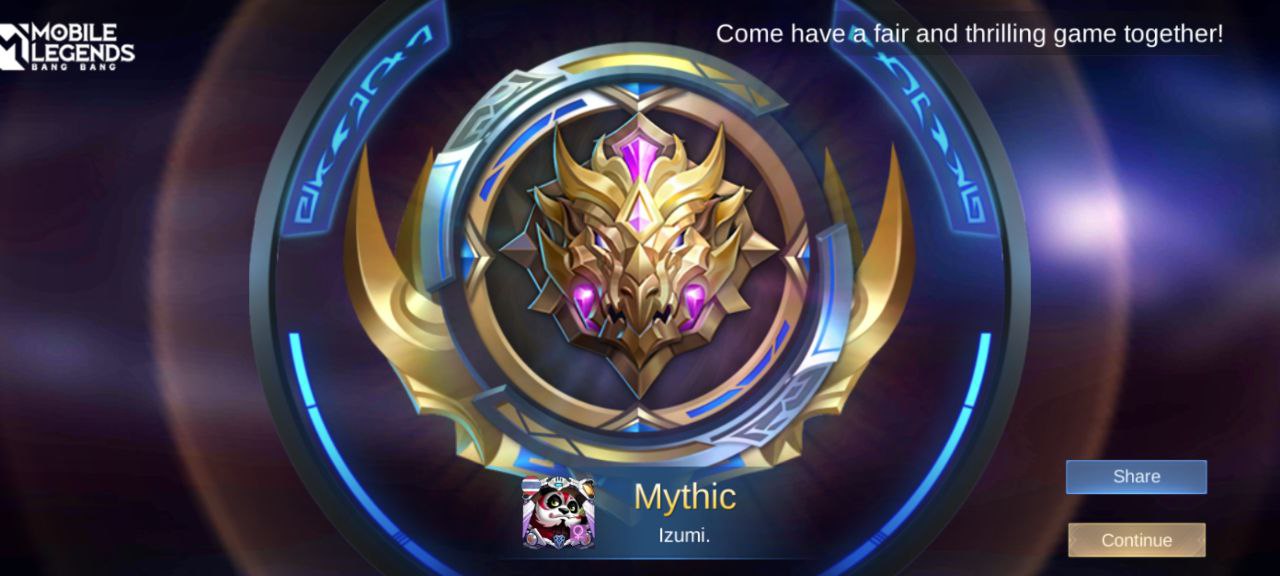 MOBILE
LEGENDS
BANG BANG
Come have a fair and thrilling game together!
Mythic
Izumi.
Share
Continue